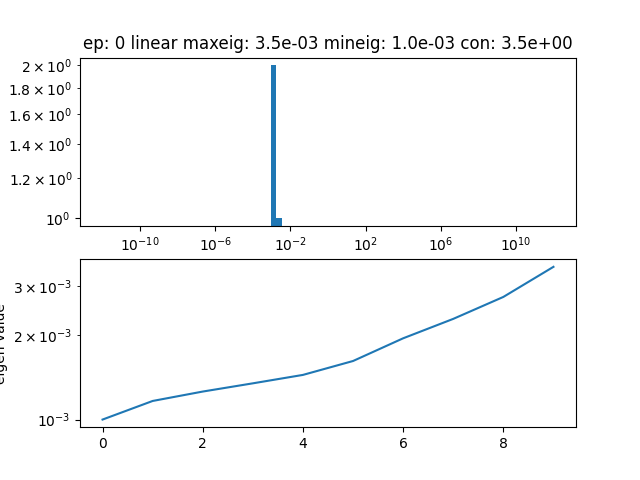 ep: 0 linear maxeig: 3.5e-03 mineig: 1.0e-03 con: 3.5e+00
2 × 10⁰
1.8 × 10⁰
1.6 × 10⁰
1.4 × 10⁰
1.2 × 10⁰
10⁰
10⁻¹⁰ 10⁻⁶ 10⁻² 10² 10⁶ 10¹⁰
eigen value
3 × 10⁻³
2 × 10⁻³
10⁻³
0 2 4 6 8